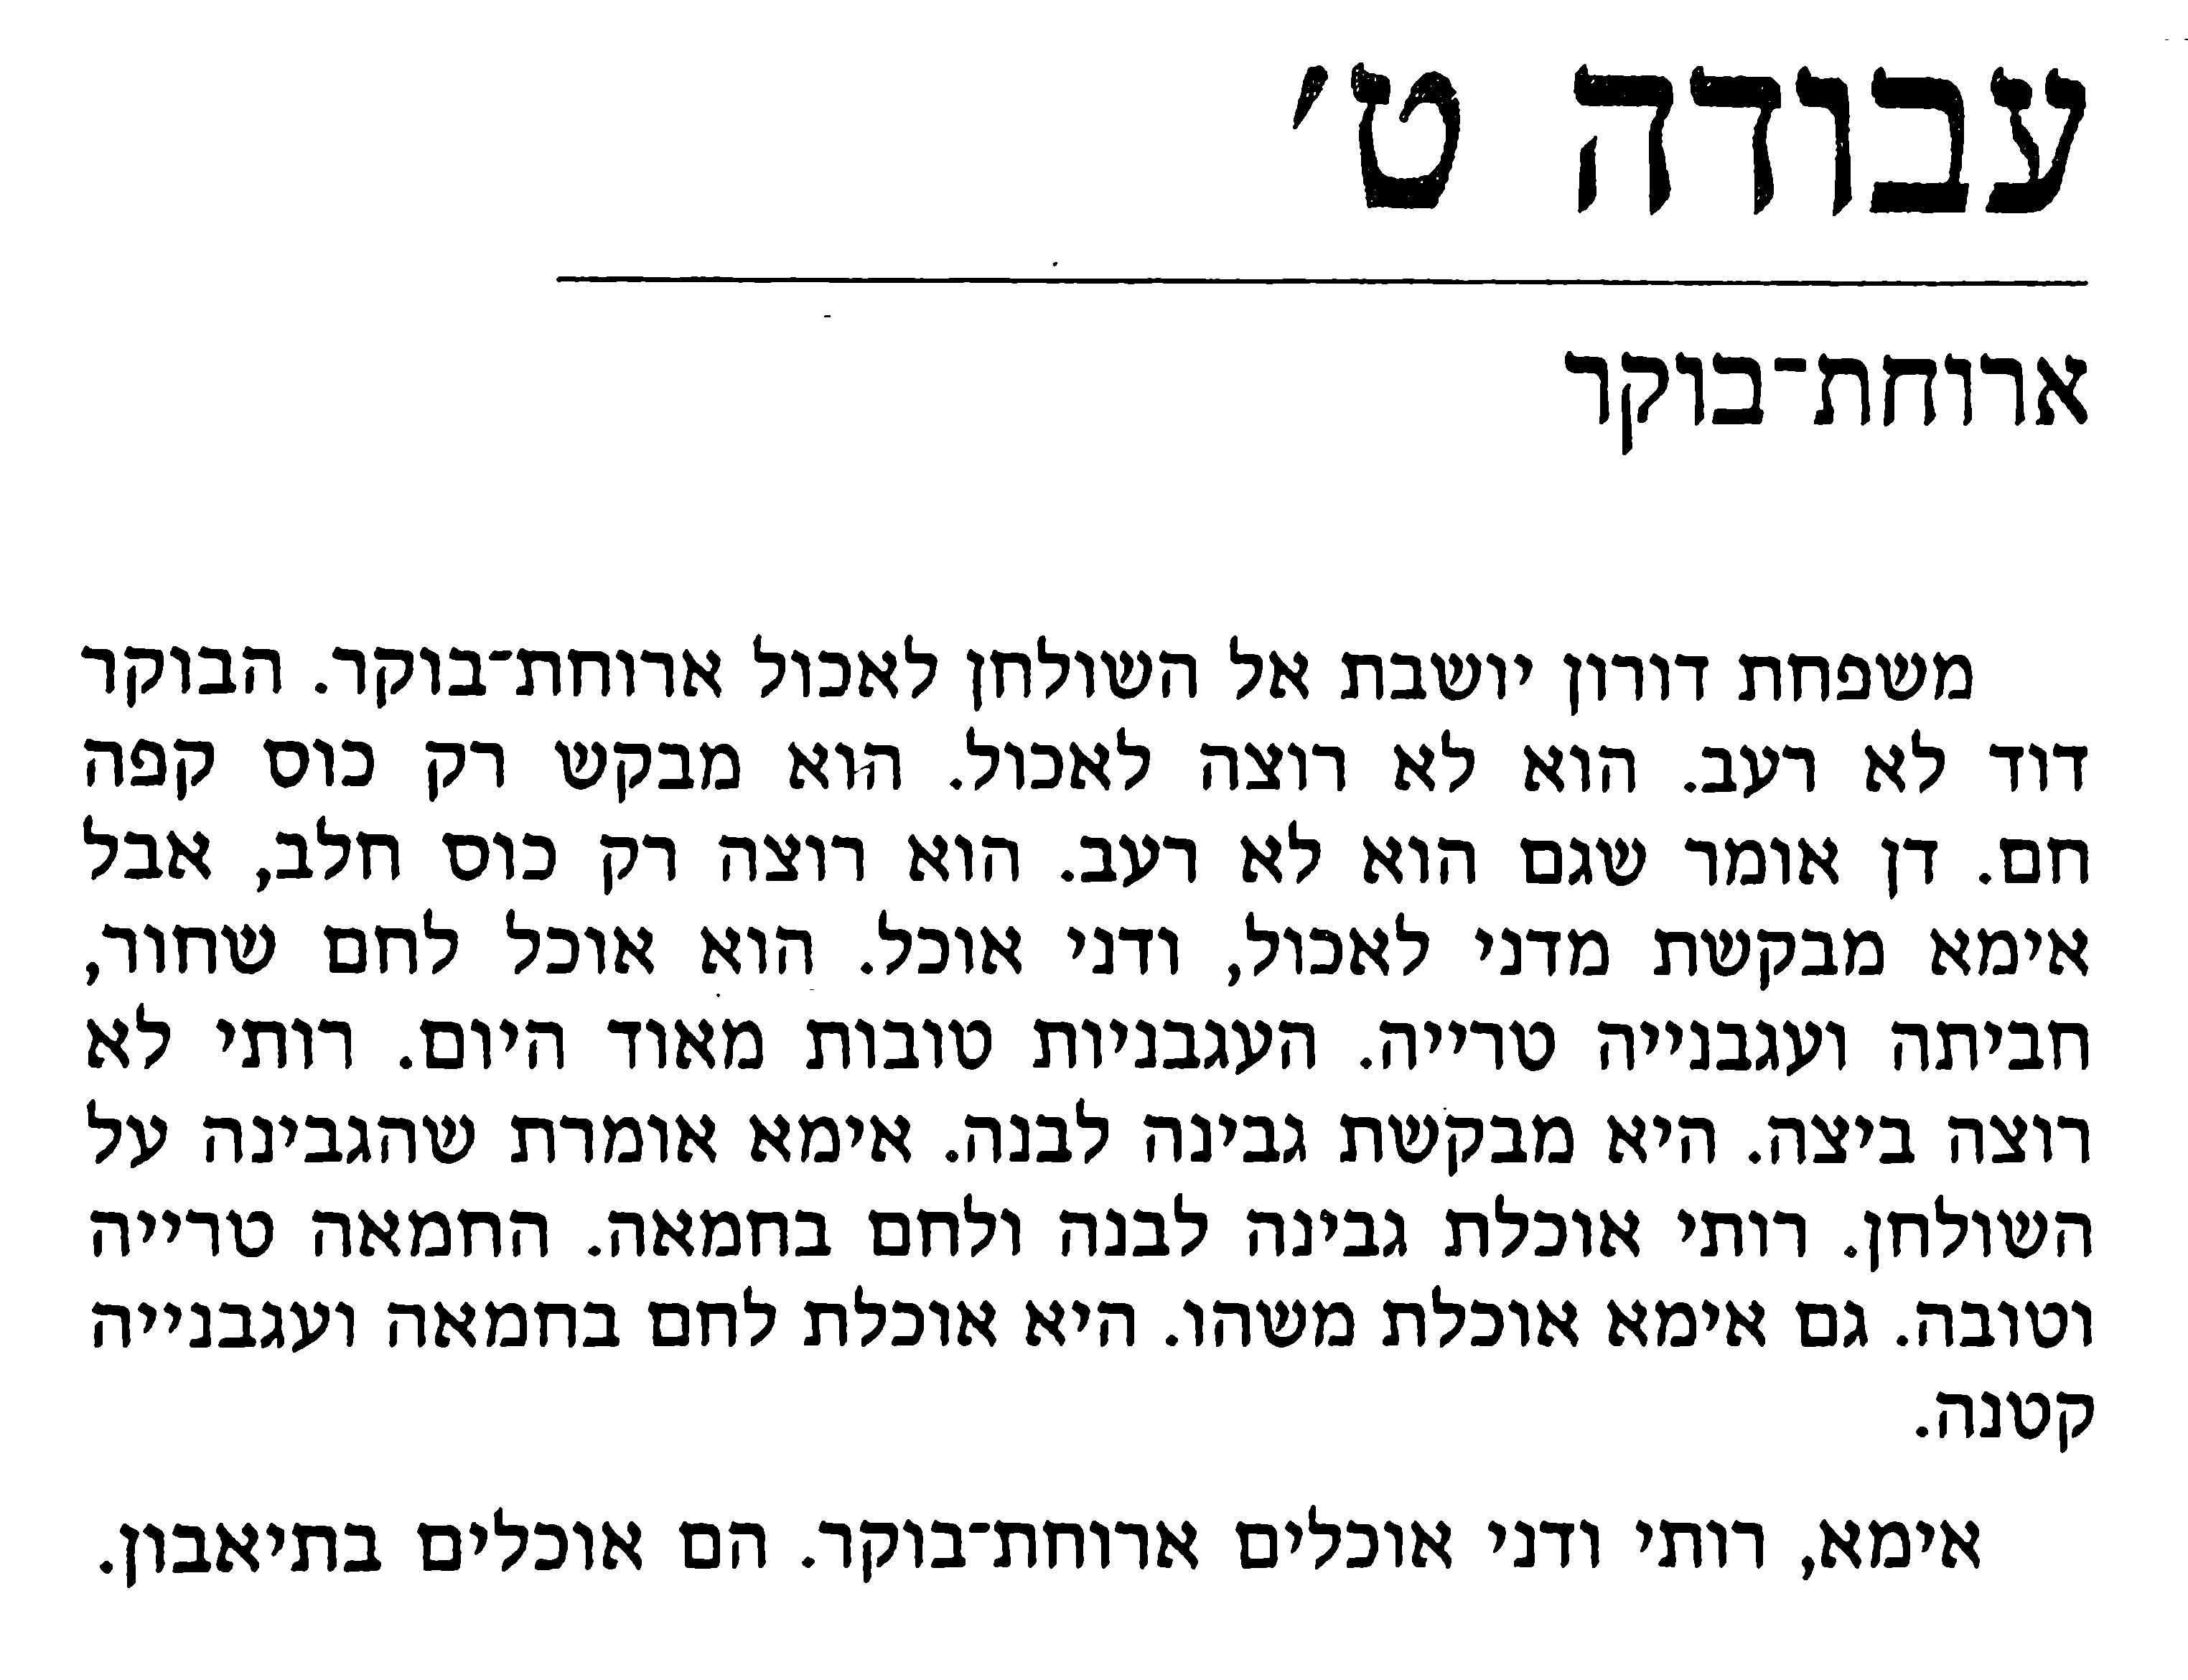 עבודה ט׳
ארוחת־בוקר
משפחת דורון יושבת אל השולחן לאכול ארוחת־בוקר. הבוקר
דוד לא רעב. הוא לא רוצה לאכול. הוא מבקש רק כוס קפה
חם. דן אומר שגם הוא לא רעב. הוא רוצה רק כוס חלב, אבל
אימא מבקשת מדני לאכול, ודני אוכל. הוא אוכל לחם שחור,
חביתה ועגבנייה טרייה. העגבניות טובות מאוד היום. רותי לא
רוצה ביצה. היא מבקשת גבינה לבנה. אימא אומרת שהגבינה על
השולחן. רותי אוכלת גבינה לבנה ולחם בחמאה. החמאה טרייה
וטובה. גם אימא אוכלת משהו. היא אוכלת לחם בחמאה ועגבנייה
קטנה.
אימא, רותי ודני אוכלים ארוחת־בוקר. הם אוכלים בתיאבון.